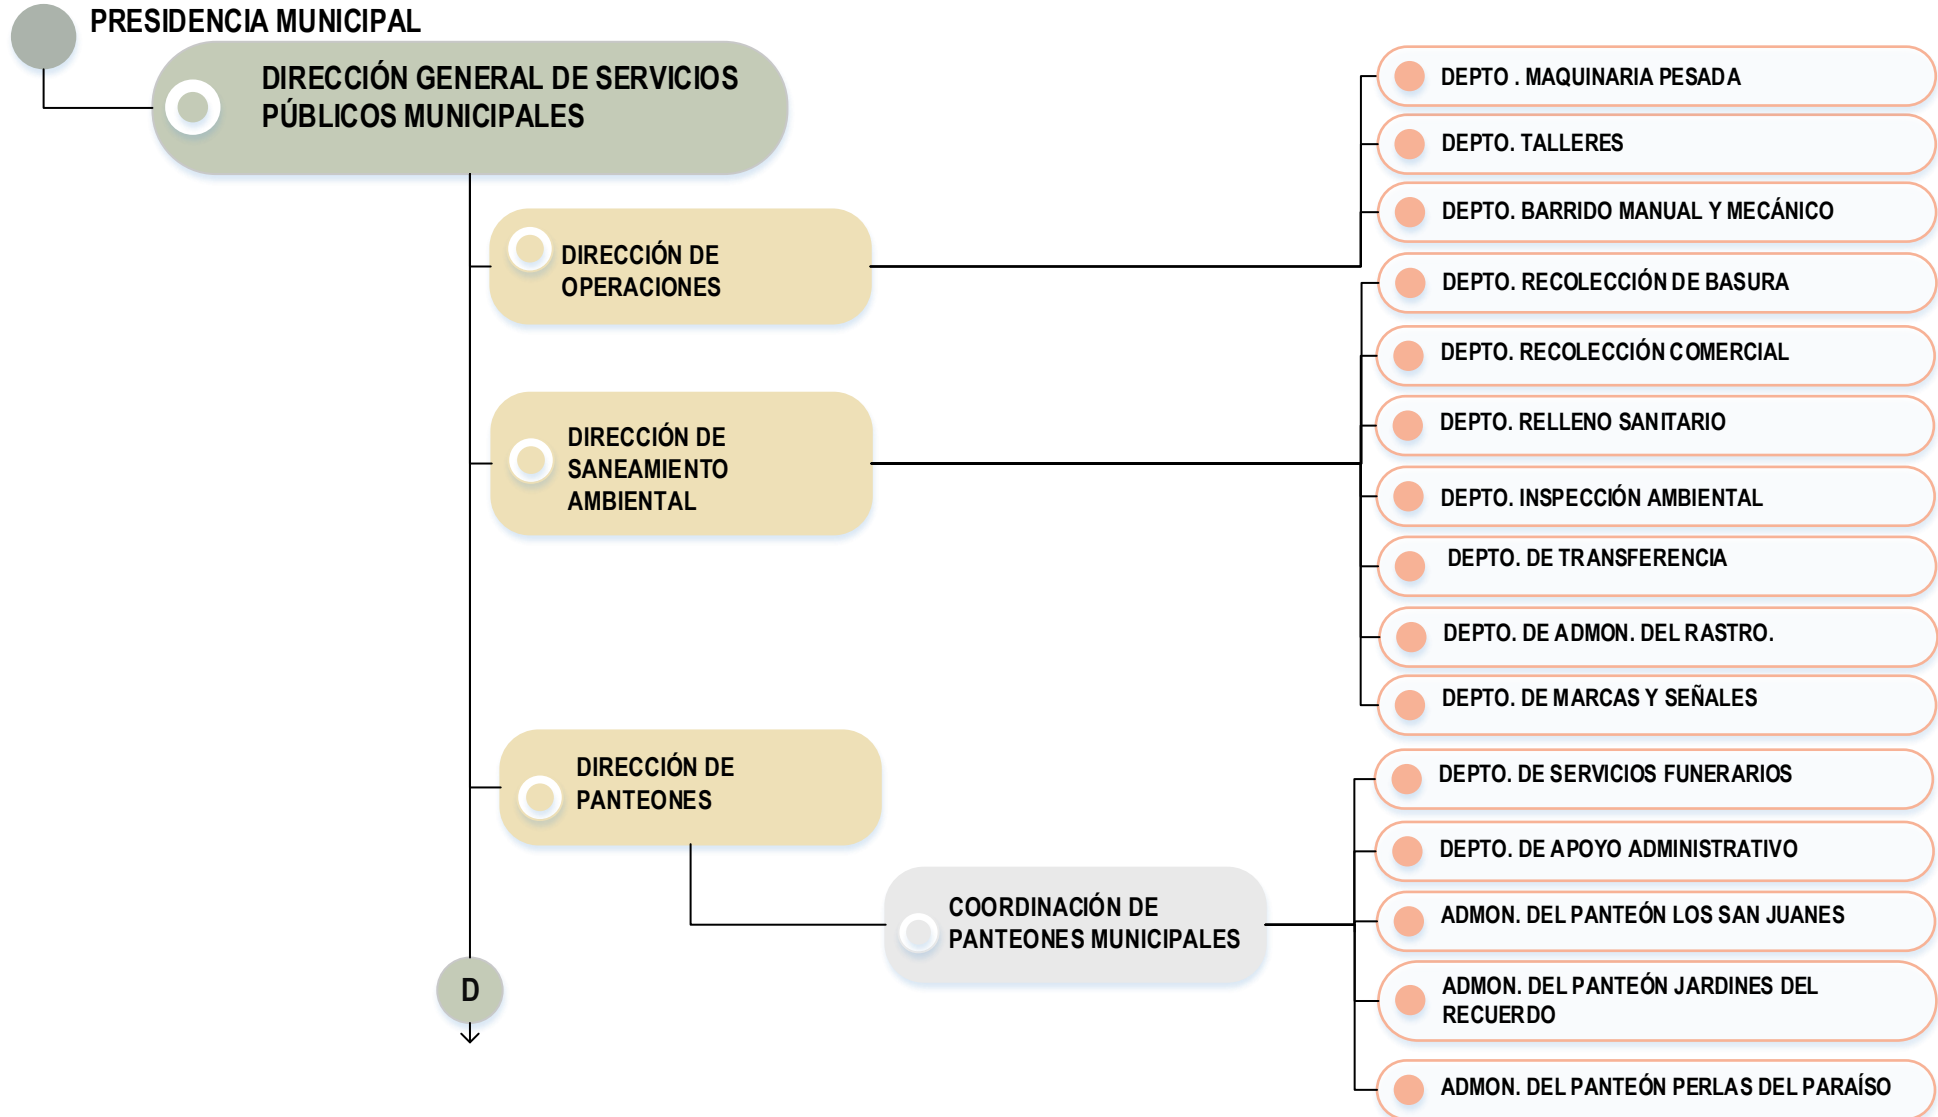 PRESIDENCIA MUNICIPAL
DIRECCIÓN GENERAL DE SERVICIOS
PÚBLICOS MUNICIPALES
DIRECCIÓN DE
OPERACIONES
DEPTO . MAQUINARIA PESADA
DEPTO. TALLERES
DEPTO. BARRIDO MANUAL Y MECÁNICO
DIRECCIÓN DE
SANEAMIENTO
AMBIENTAL
DEPTO. RECOLECCIÓN DE BASURA
DEPTO. RECOLECCIÓN COMERCIAL
DEPTO. RELLENO SANITARIO
DEPTO. INSPECCIÓN AMBIENTAL
DEPTO. DE TRANSFERENCIA
DEPTO. DE ADMON. DEL RASTRO.
DEPTO. DE MARCAS Y SEÑALES
DIRECCIÓN DE
PANTEONES
COORDINACIÓN DE
PANTEONES MUNICIPALES
DEPTO. DE SERVICIOS FUNERARIOS
DEPTO. DE APOYO ADMINISTRATIVO
ADMON. DEL PANTEÓN LOS SAN JUANES
ADMON. DEL PANTEÓN JARDINES DEL
RECUERDO
ADMON. DEL PANTEÓN PERLAS DEL PARAÍSO
D